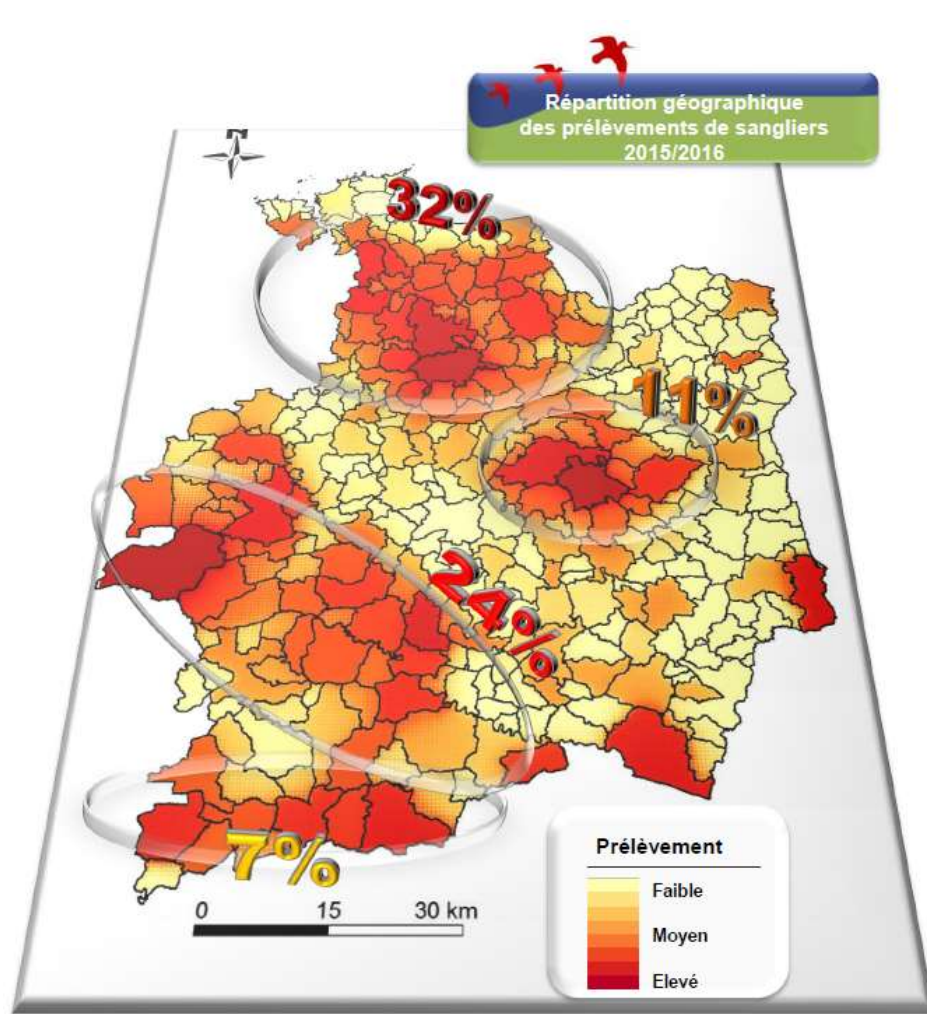 Répartition géographique
des prélèvements de sangliers
2015/2016
N
32%
11%
24%
7%
0 15 30 km
Prélèvement
Faible
Moyen
Elevé